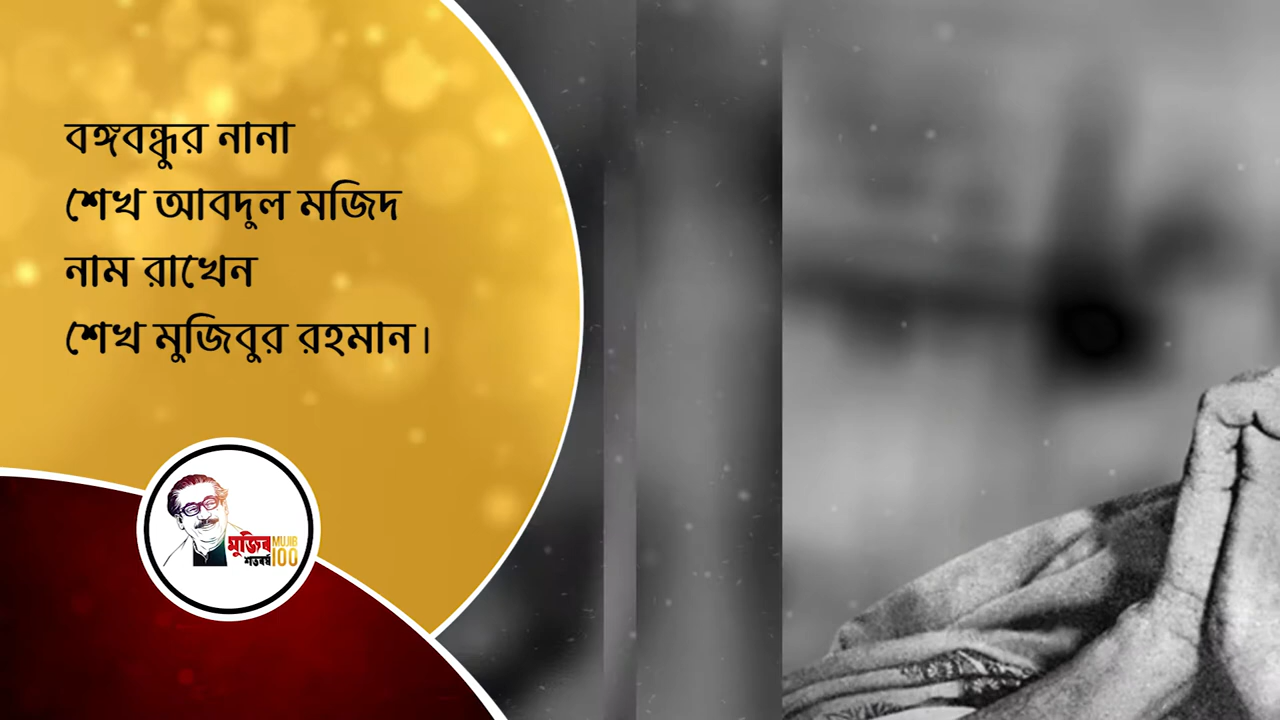 বঙ্গবন্ধুর নানা
শেখ আবদুল মজিদ
নাম রাখেন
শেখ মুজিবুর রহমান।
মুজিব MUJIB
শতবর্ষ 100